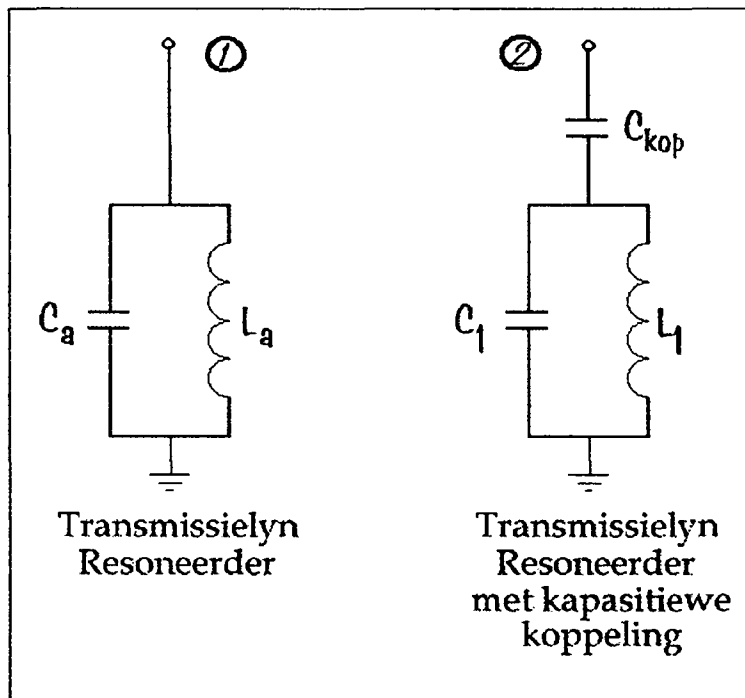 ①
②
C_kop
C_a
L_a
C_1
L_1
Transmissielyn
Resoneerder
Transmissielyn
Resoneerder
met kapasitiewe
koppeling